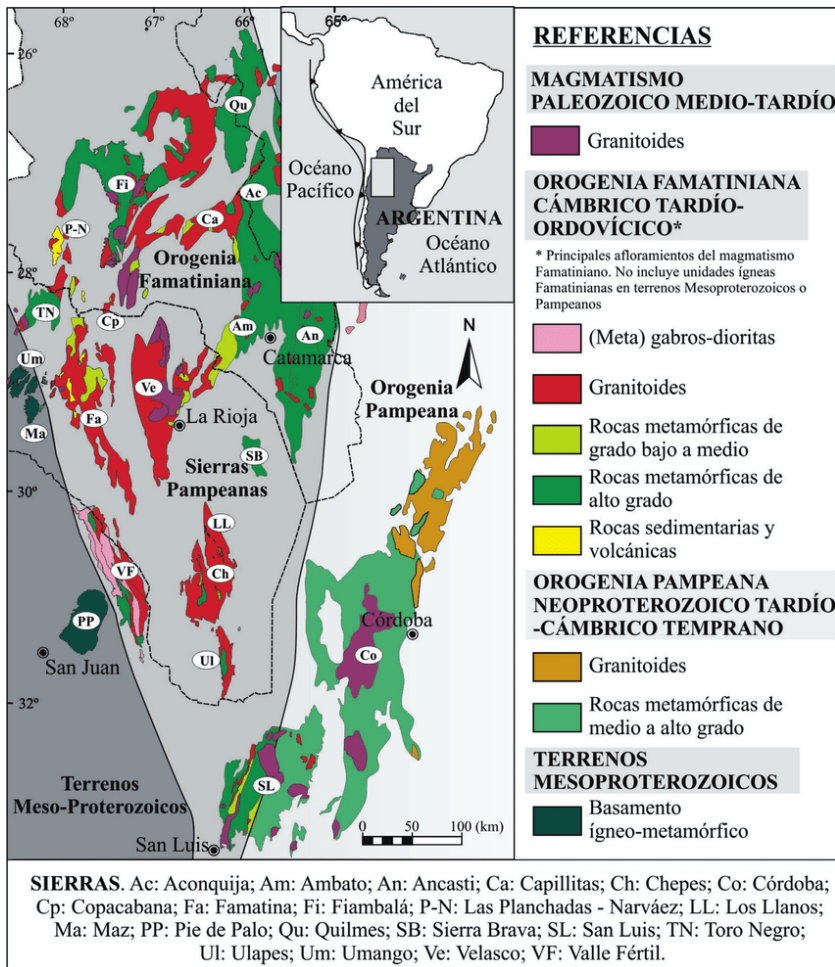 68°
67°
66°
65°
26°
28°
30°
32°
América
del
Sur
Océano
Pacífico
ARGENTINA
Océano
Atlántico
Qu
Fi
Ac
P-N
Ca
Orogenia
Famatiniana
TN
Cp
Am
An
Catamarca
Um
Ve
La Rioja
Fa
Ma
SB
Sierras
Pampeanas
Orogenia
Pampeana
N
LL
VF
Ch
PP
San Juan
Ul
Córdoba
Co
Terrenos
Meso-Proterozoicos
SL
San Luis
0 50 100 (km)
REFERENCIAS
MAGMATISMO
PALEOZOICO MEDIO-TARDÍO
Granitoides
OROGENIA FAMATINIANA
CÁMBRICO TARDÍO-
ORDOVÍCICO*
* Principales afloramientos del magmatismo
Famatiniano. No incluye unidades ígneas
Famatinianas en terrenos Mesoproterozoicos o
Pampeanos
(Meta) gabros-dioritas
Granitoides
Rocas metamórficas de
grado bajo a medio
Rocas metamórficas de
alto grado
Rocas sedimentarias y
volcánicas
OROGENIA PAMPEANA
NEOPROTEROZOICO TARDÍO
-CÁMBRICO TEMPRANO
Granitoides
Rocas metamórficas de
medio a alto grado
TERRENOS
MESOPROTEROZOICOS
Basamento
ígneo-metamórfico
SIERRAS. Ac: Aconquija; Am: Ambato; An: Ancasti; Ca: Capillitas; Ch: Chepes; Co: Córdoba;
Cp: Copacabana; Fa: Famatina; Fi: Fiambalá; P-N: Las Planchadas - Narváez; LL: Los Llanos;
Ma: Maz; PP: Pie de Palo; Qu: Quilmes; SB: Sierra Brava; SL: San Luis; TN: Toro Negro;
Ul: Ulapes; Um: Umango; Ve: Velasco; VF: Valle Fértil.